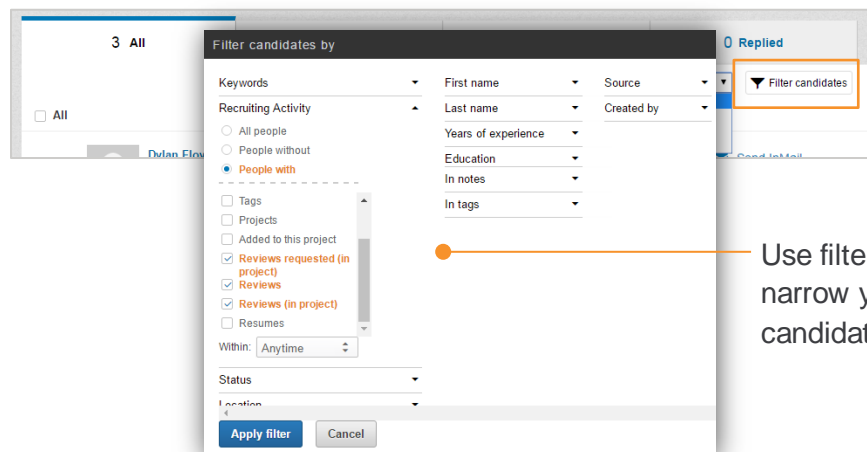 3 All
0 Replied
Filter candidates
All
Dylan
Send InMail
Filter candidates by
Keywords
Recruiting Activity
All people
People without
People with
Tags
Projects
Added to this project
Reviews requested (in
project)
Reviews
Reviews (in project)
Resumes
Within: Anytime
Status
Location
First name
Last name
Years of experience
Education
In notes
In tags
Source
Created by
Apply filter Cancel
Use
narrow